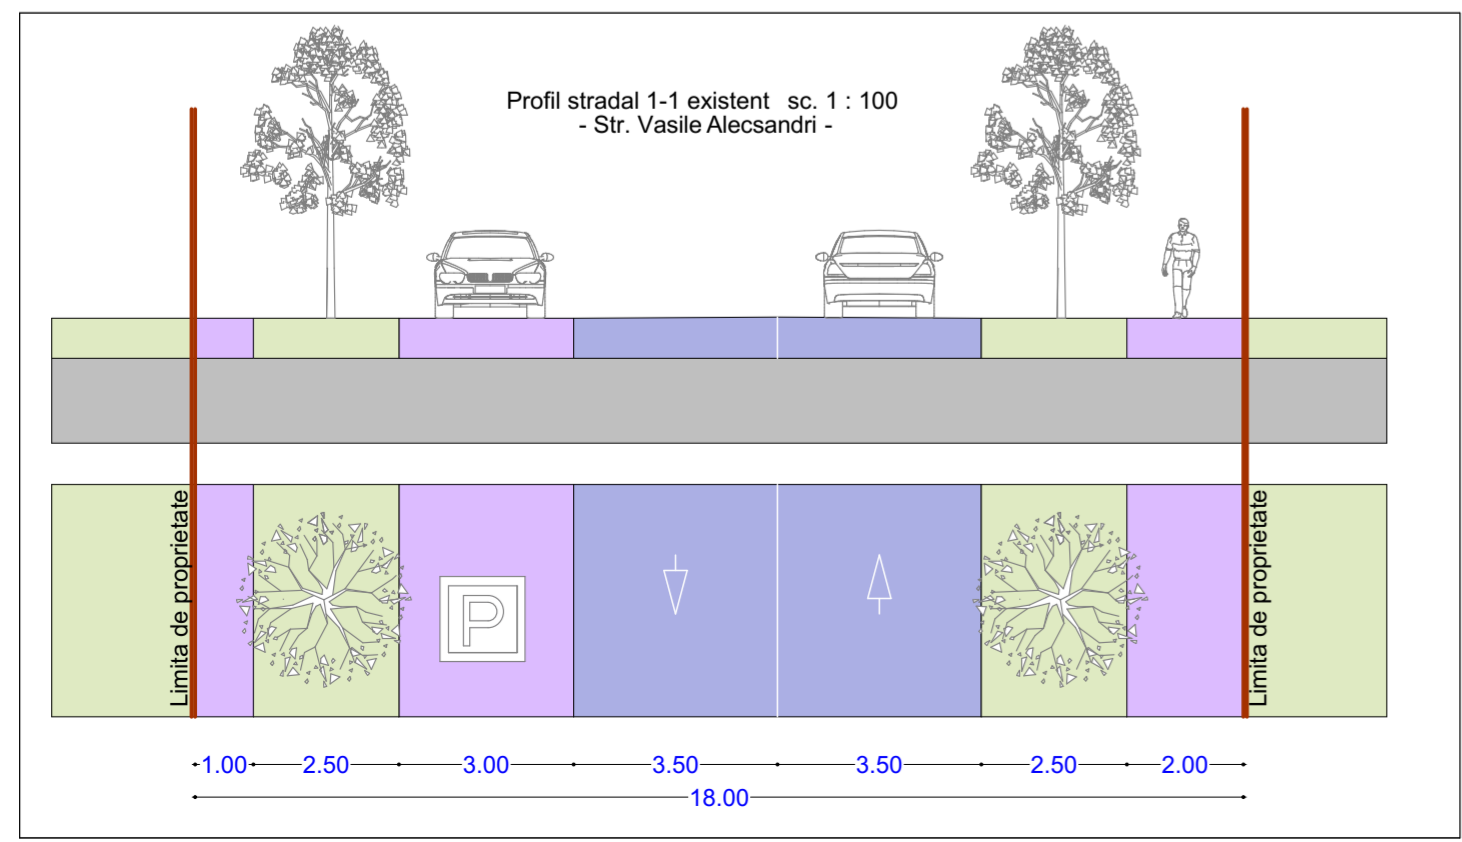 Profil stradal 1-1 existent sc. 1 : 100
- Str. Vasile Alecsandri -
Limita de proprietate
P
Limita de proprietate
1.00 2.50 3.00 3.50 3.50 2.50 2.00
18.00